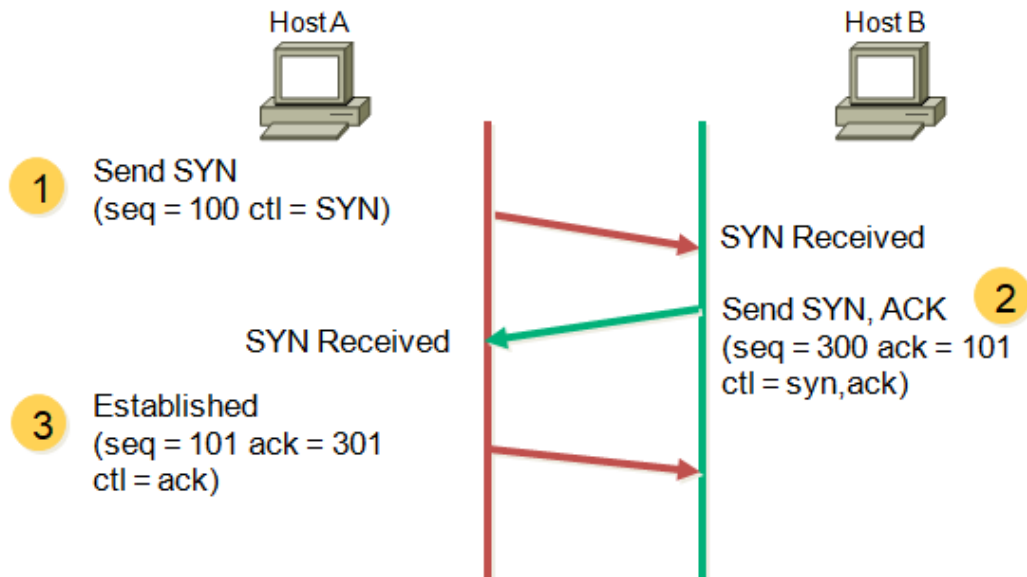 Host A
Host B
1
Send SYN
(seq = 100 ctl = SYN)
SYN Received
2
Send SYN, ACK
(seq = 300 ack = 101
ctl = syn,ack)
SYN Received
3
Established
(seq = 101 ack = 301
ctl = ack)